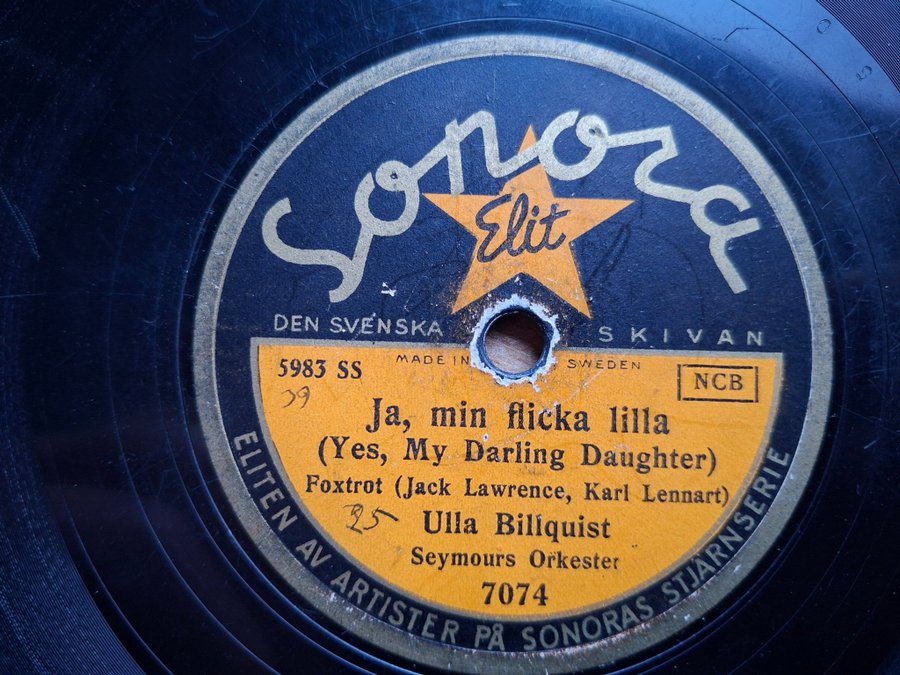 Sonora
Elit
DEN SVENSKA SKIVAN
MADE IN SWEDEN
5983 SS
NCB
Ja, min flicka lilla
(Yes, My Darling Daughter)
Foxtrot (Jack Lawrence, Karl Lennart)
25
Ulla Billquist
Seymours Orkester
7074
ELITEN AV ARTISTER PÅ SONORAS STJÄRNSERIE